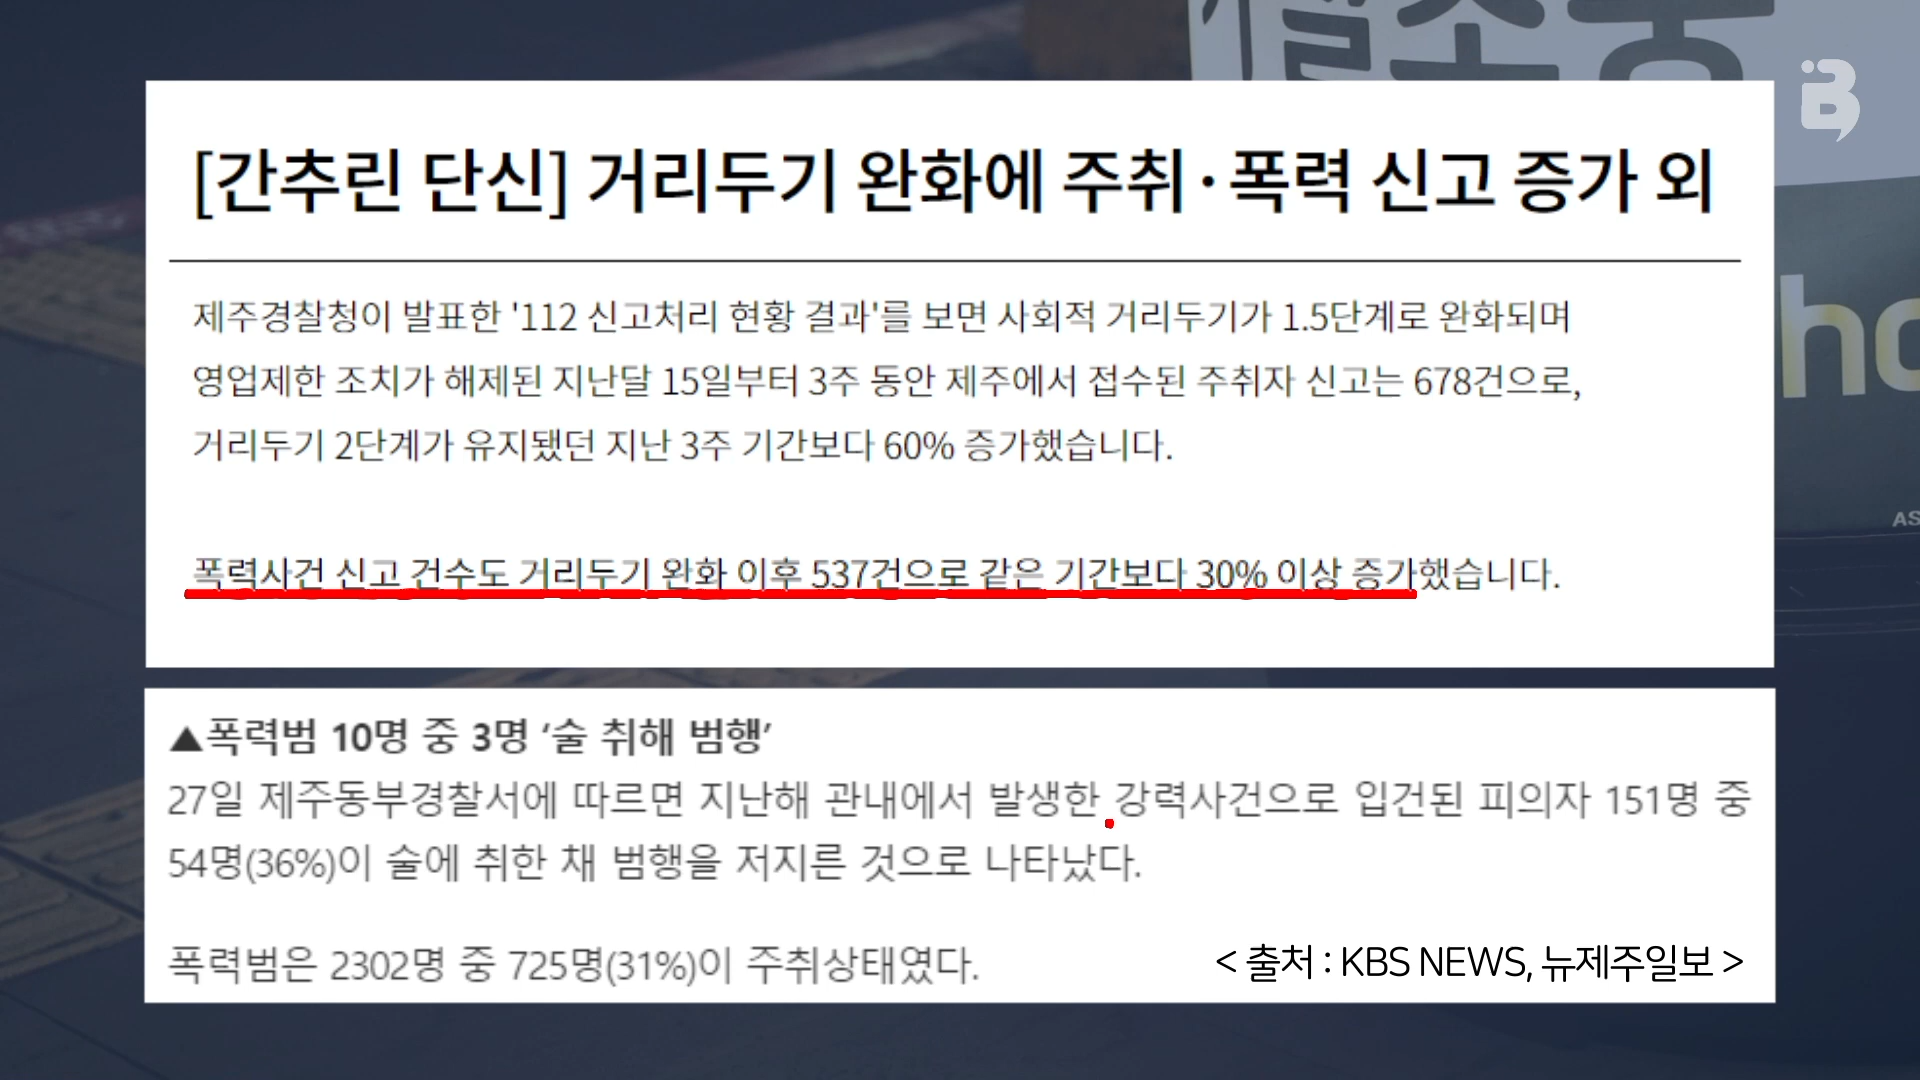 [간추린 단신] 거리두기 완화에 주취·폭력 신고 증가 외
제주경찰청이 발표한 '112 신고처리 현황 결과'를 보면 사회적 거리두기가 1.5단계로 완화되며
영업제한 조치가 해제된 지난달 15일부터 3주 동안 제주에서 접수된 주취자 신고는 678건으로,
거리두기 2단계가 유지됐던 지난 3주 기간보다 60% 증가했습니다.
폭력사건 신고 건수도 거리두기 완화 이후 537건으로 같은 기간보다 30% 이상 증가했습니다.
▲폭력범 10명 중 3명 ‘술 취해 범행’
27일 제주동부경찰서에 따르면 지난해 관내에서 발생한 강력사건으로 입건된 피의자 151명 중
54명(36%)이 술에 취한 채 범행을 저지른 것으로 나타났다.
폭력범은 2302명 중 725명(31%)이 주취상태였다.
< 출처 : KBS NEWS, 뉴제주일보 >